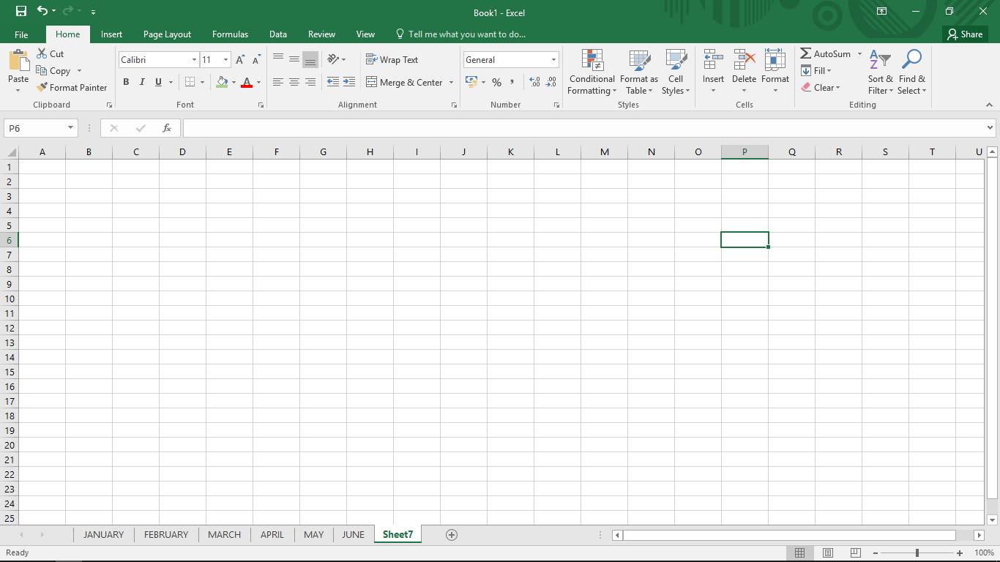 Book1 - Excel
File Home Insert Page Layout Formulas Data Review View Tell me what you want to do... Share
Paste
Cut
Copy
Format Painter
Clipboard
Calibri 11
B I U
Font
Wrap Text
Merge & Center
Alignment
General
%
Number
Conditional Formatting
Format as Table
Cell Styles
Styles
Insert Delete Format
Cells
AutoSum
Fill
Clear
Sort & Filter
Find & Select
Editing
P6 fx
A B C D E F G H I J K L M N O P Q R S T U
1
2
3
4
5
6
7
8
9
10
11
12
13
14
15
16
17
18
19
20
21
22
23
24
25
JANUARY FEBRUARY MARCH APRIL MAY JUNE Sheet7
Ready 100%